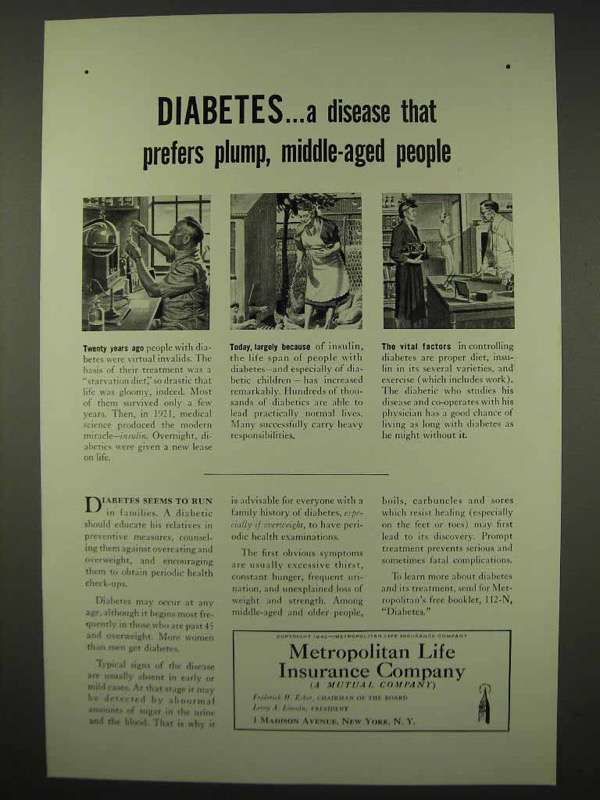 DIABETES...a disease that
prefers plump, middle-aged people
Twenty years ago people with dia-
betes were virtual invalids. The
basis of their treatment was a
"starvation diet," so drastic that
life was gloomy, indeed. Most
of them survived only a few
years. Then, in 1921, medical
science produced the modern
miracle—insulin. Overnight, di-
abetics were given a new lease
on life.
Today, largely because of insulin,
the life span of people with
diabetes—and especially of dia-
betic children—has increased
remarkably. Hundreds of thou-
sands of diabetics are able to
lead practically normal lives.
Many successfully carry heavy
responsibilities.
The vital factors in controlling
diabetes are proper diet, insu-
lin in its several varieties, and
exercise (which includes work).
The diabetic who studies his
disease and co-operates with his
physician has a good chance of
living as long with diabetes as
he might without it.
DIABETES SEEMS TO RUN
in families. A diabetic
should educate his relatives in
preventive measures, counsel-
ing them against overeating and
overweight, and encouraging
them to obtain periodic health
check-ups.
Diabetes may occur at any
age, although it begins most fre-
quently in those who are past 45
and overweight. More women
than men get diabetes.
Typical signs of the disease
are usually absent in early or
mild cases. At that stage it may
be detected by abnormal
amounts of sugar in the urine
and the blood. That is why it
is advisable for everyone with a
family history of diabetes, espe-
cially if overweight, to have peri-
odic health examinations.
The first obvious symptoms
are usually excessive thirst,
constant hunger, frequent uri-
nation, and unexplained loss of
weight and strength. Among
middle-aged and older people,
boils, carbuncles and sores
which resist healing (especially
on the feet or toes) may first
lead to its discovery. Prompt
treatment prevents serious and
sometimes fatal complications.
To learn more about diabetes
and its treatment, send for Met-
ropolitan's free booklet, 112-N,
"Diabetes."
COPYRIGHT 1942—METROPOLITAN LIFE INSURANCE COMPANY
Metropolitan Life
Insurance Company
(A MUTUAL COMPANY)
Frederick H. Ecker, CHAIRMAN OF THE BOARD
Leroy A. Lincoln, PRESIDENT
1 MADISON AVENUE, NEW YORK, N. Y.